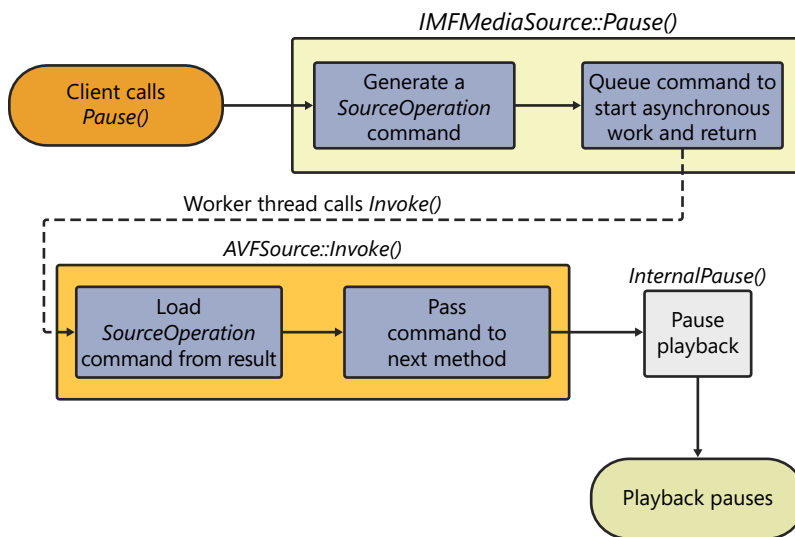 IMFMediaSource::Pause()
Client calls
Pause()
Generate a
SourceOperation
command
Queue command to
start asynchronous
work and return
Worker thread calls Invoke()
AVFSource::Invoke()
Load
SourceOperation
command from result
Pass
command to
next method
InternalPause()
Pause
playback
Playback pauses